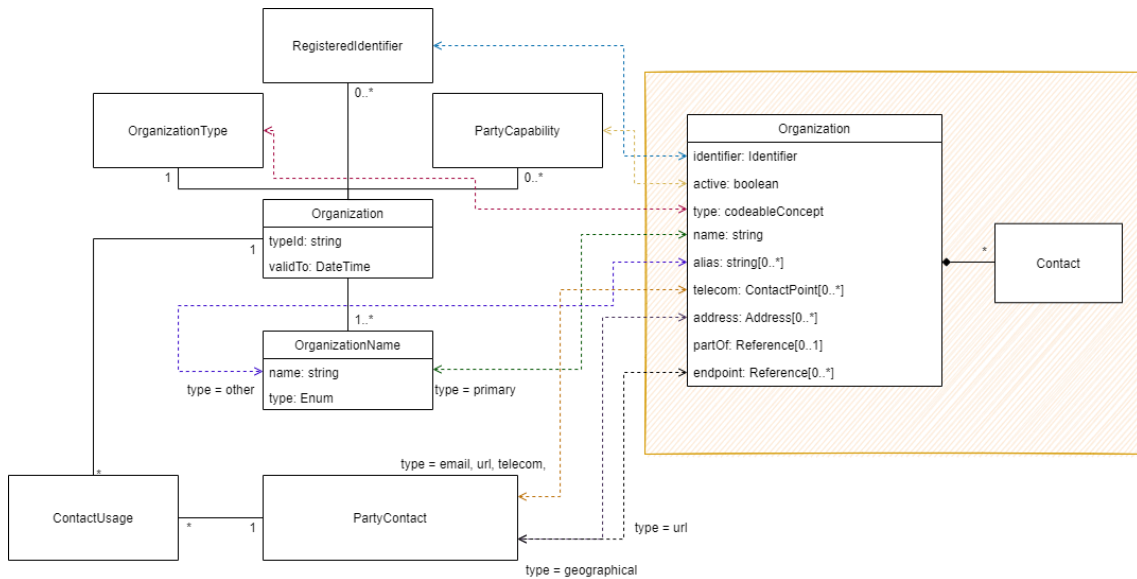 RegisteredIdentifier
0..*
OrganizationType
PartyCapability
1
0..*
Organization
typeId: string
validTo: DateTime
1
1..*
OrganizationName
name: string
type: Enum
type = other
type = primary
type = email, url, telecom,
*
ContactUsage
*
1
PartyContact
type = url
type = geographical
Organization
identifier: Identifier
active: boolean
type: codeableConcept
name: string
alias: string[0..*]
telecom: ContactPoint[0..*]
address: Address[0..*]
partOf: Reference[0..1]
endpoint: Reference[0..*]
*
Contact